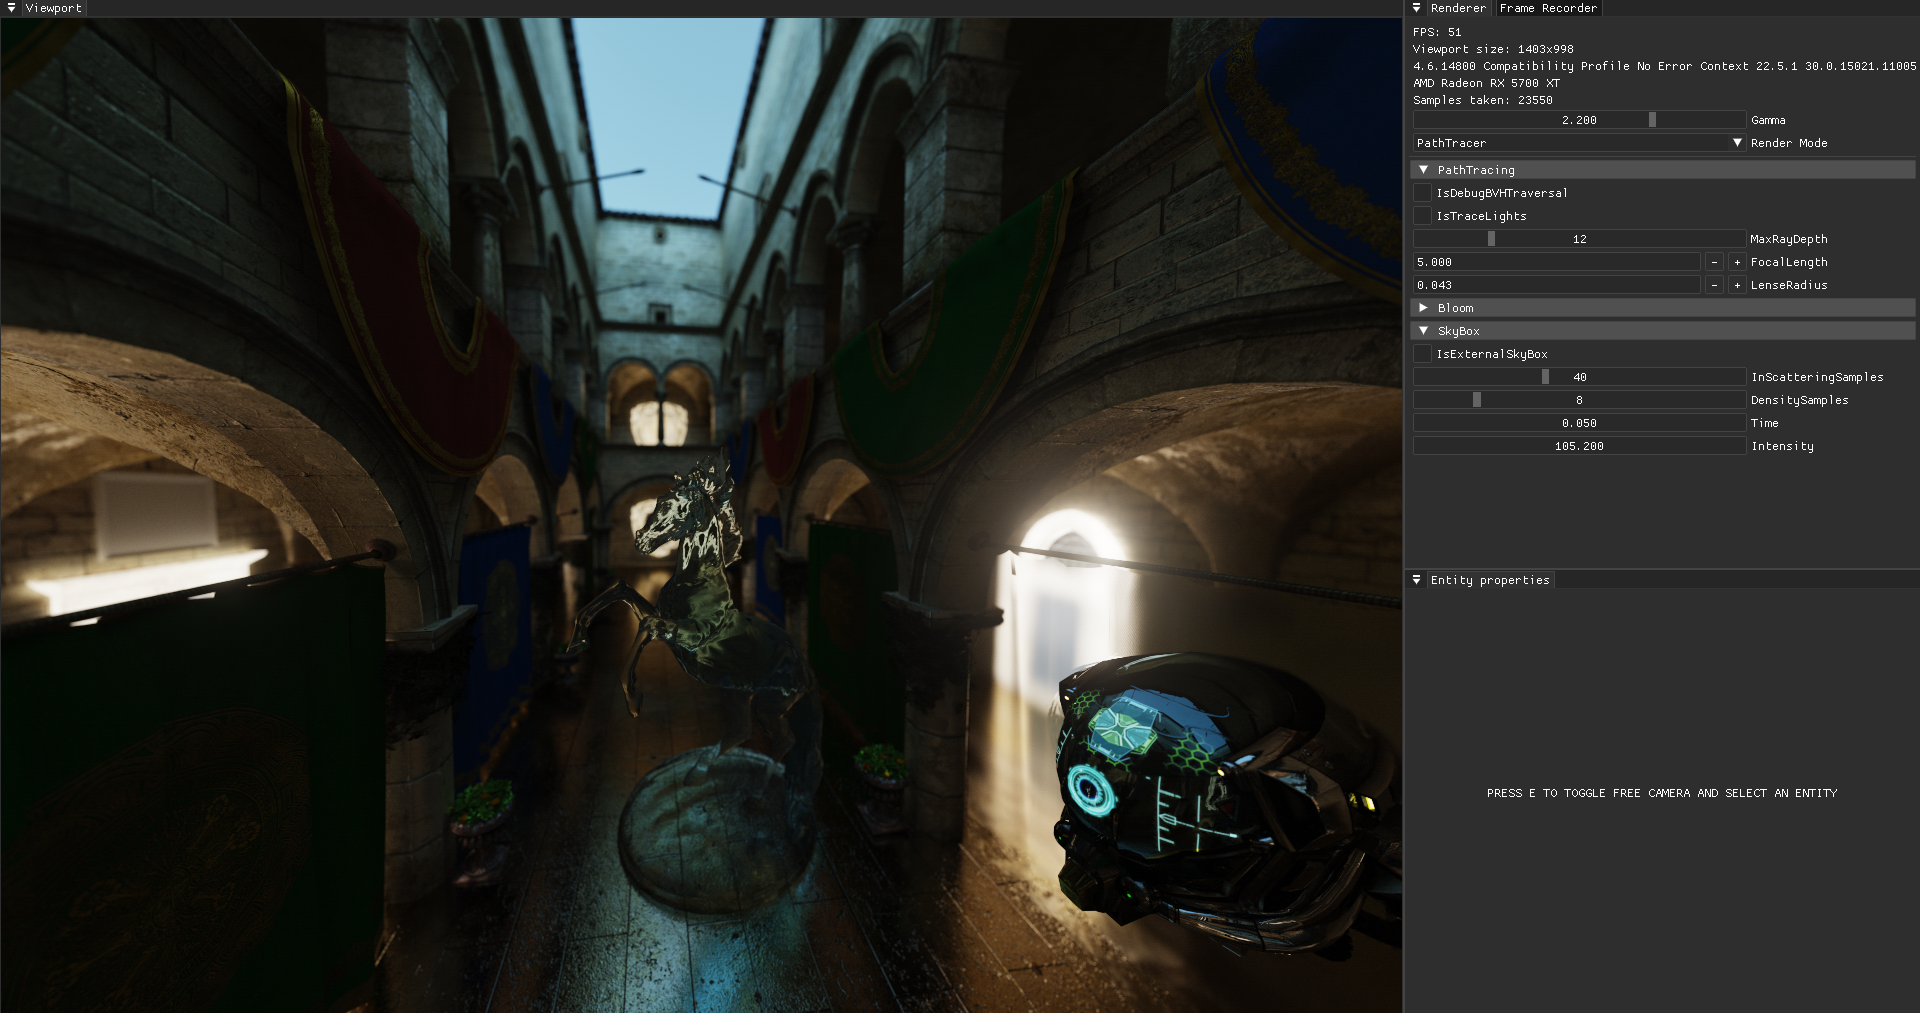 Viewport
Renderer
Frame Recorder
FPS: 51
Viewport size: 1403x998
4.6.14800 Compatibility Profile No Error Context 22.5.1 30.0.15021.11005
AMD Radeon RX 5700 XT
Samples taken: 23550
2.200 Gamma
PathTracer Render Mode
PathTracing
IsDebugBVHTraversal
IsTraceLights
12 MaxRayDepth
5.000 - + FocalLength
0.043 - + LenseRadius
Bloom
SkyBox
IsExternalSkyBox
40 InScatteringSamples
8 DensitySamples
0.050 Time
105.200 Intensity
Entity properties
PRESS E TO TOGGLE FREE CAMERA AND SELECT AN ENTITY